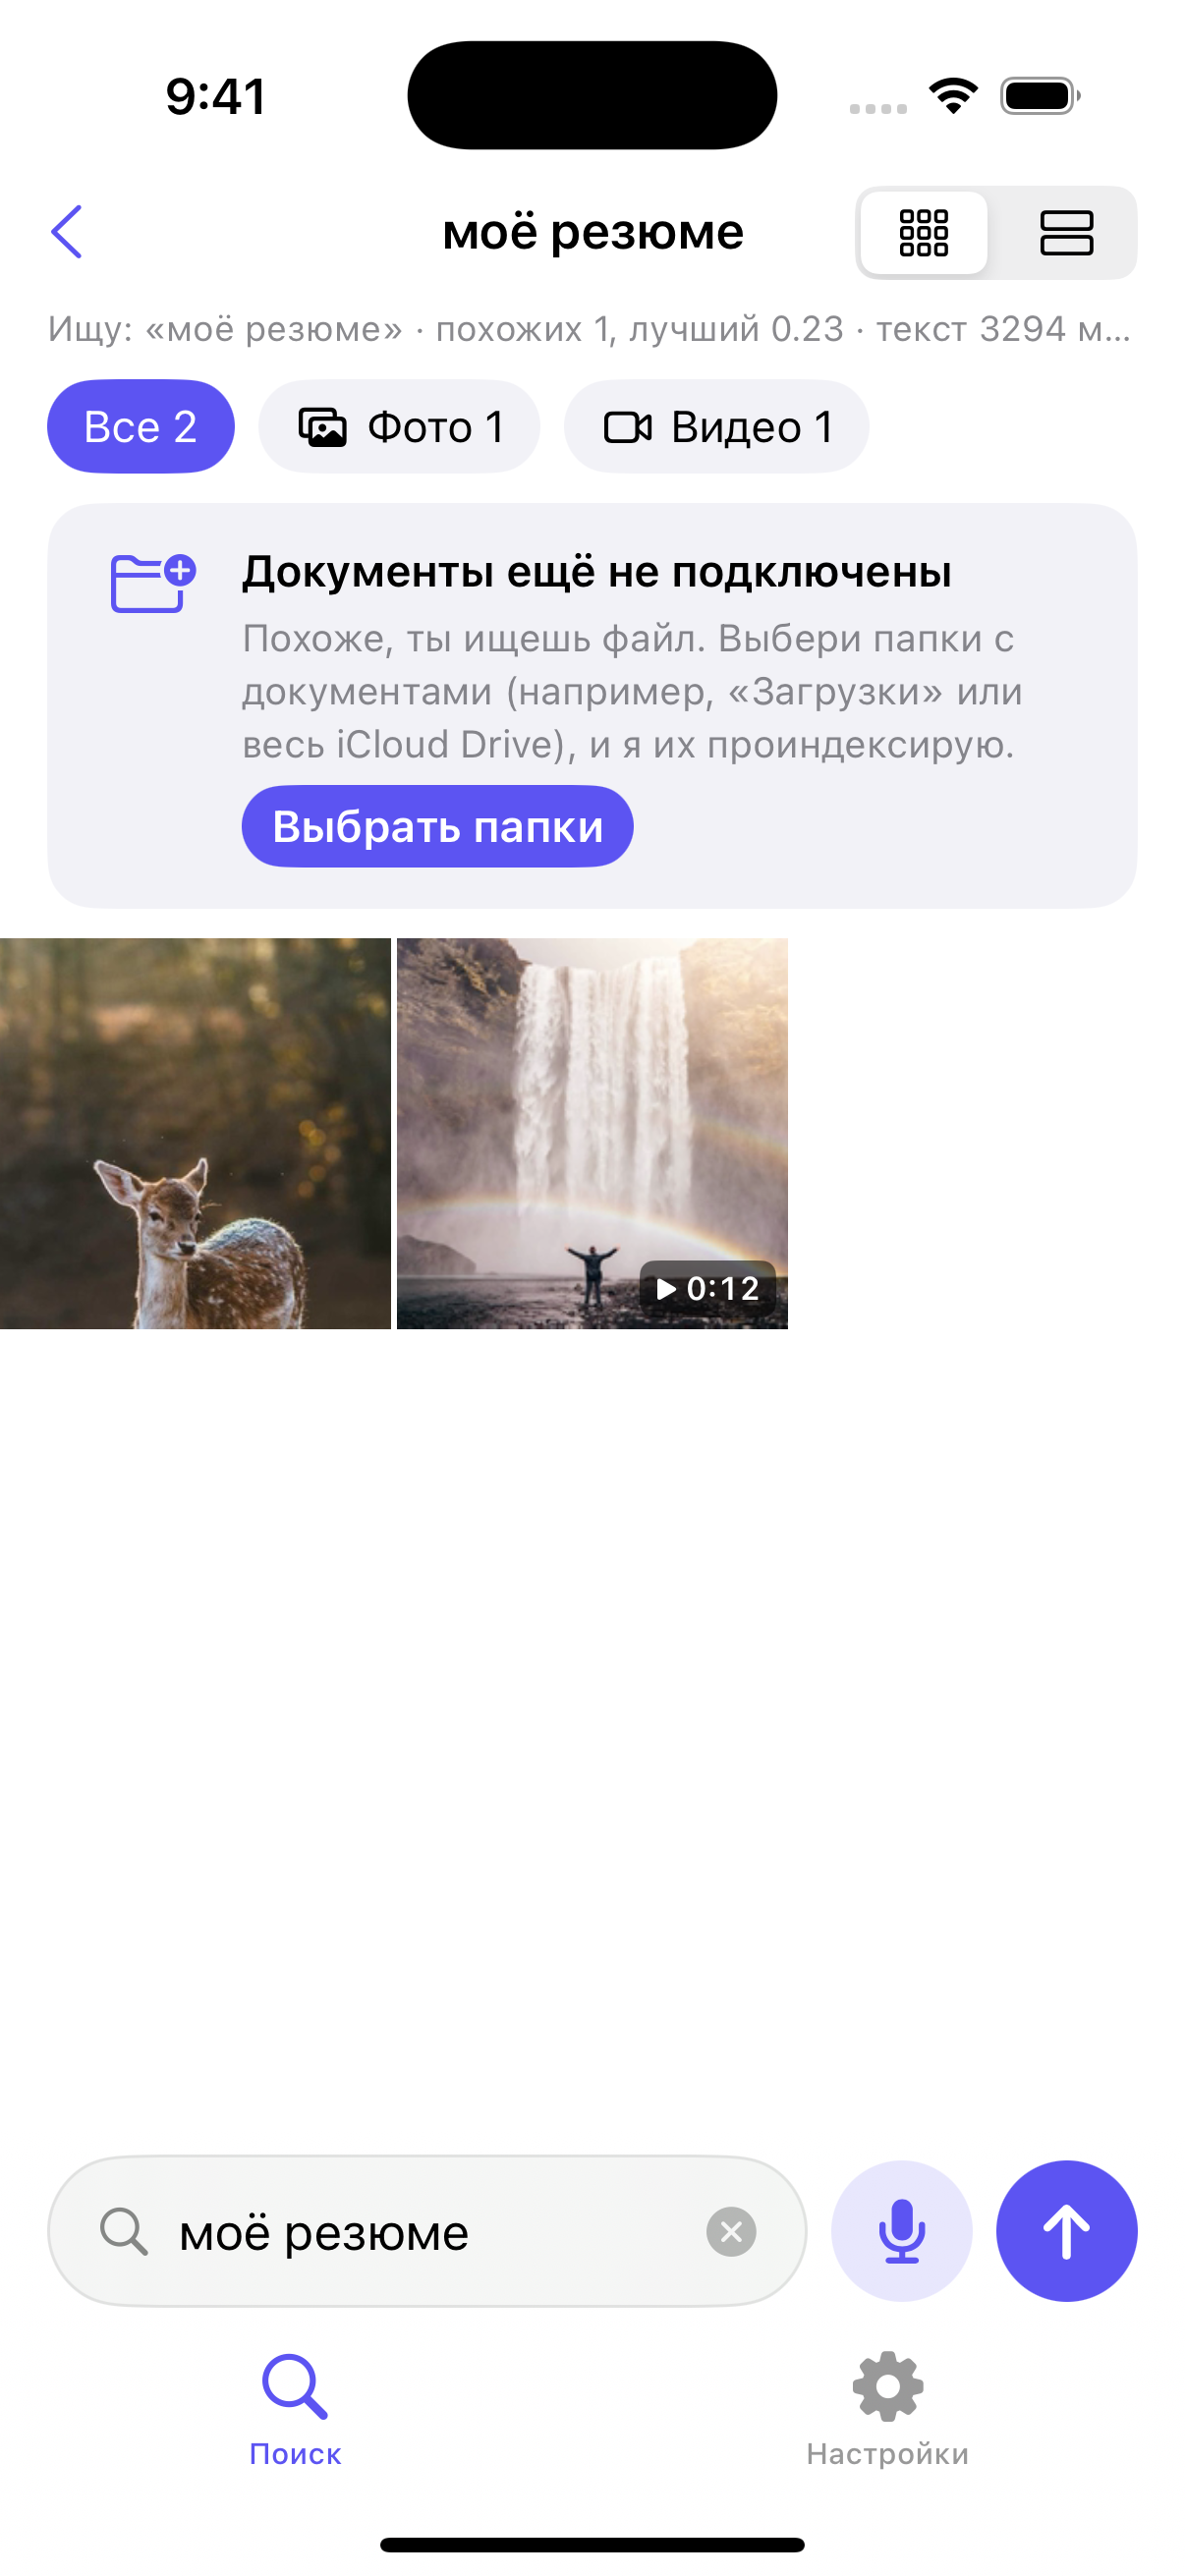 9:41
моё резюме
Ищу: «моё резюме» · похожих 1, лучший 0.23 · текст 3294 м...
Все 2
Фото 1
Видео 1
Документы ещё не подключены
Похоже, ты ищешь файл. Выбери папки с
документами (например, «Загрузки» или
весь iCloud Drive), и я их проиндексирую.
Выбрать папки
0:12
моё резюме
Поиск
Настройки